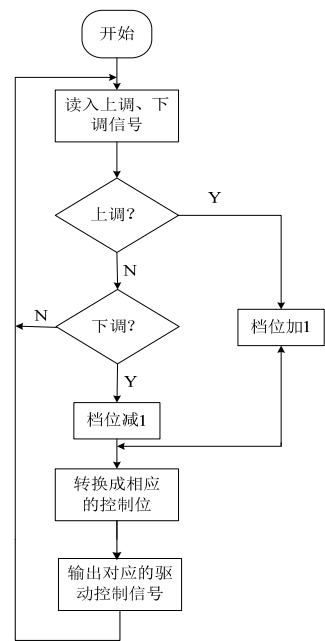 开始
读入上调、下
调信号
上调？
Y
N
下调？
N
Y
档位加1
档位减1
转换成相应
的控制位
输出对应的驱
动控制信号